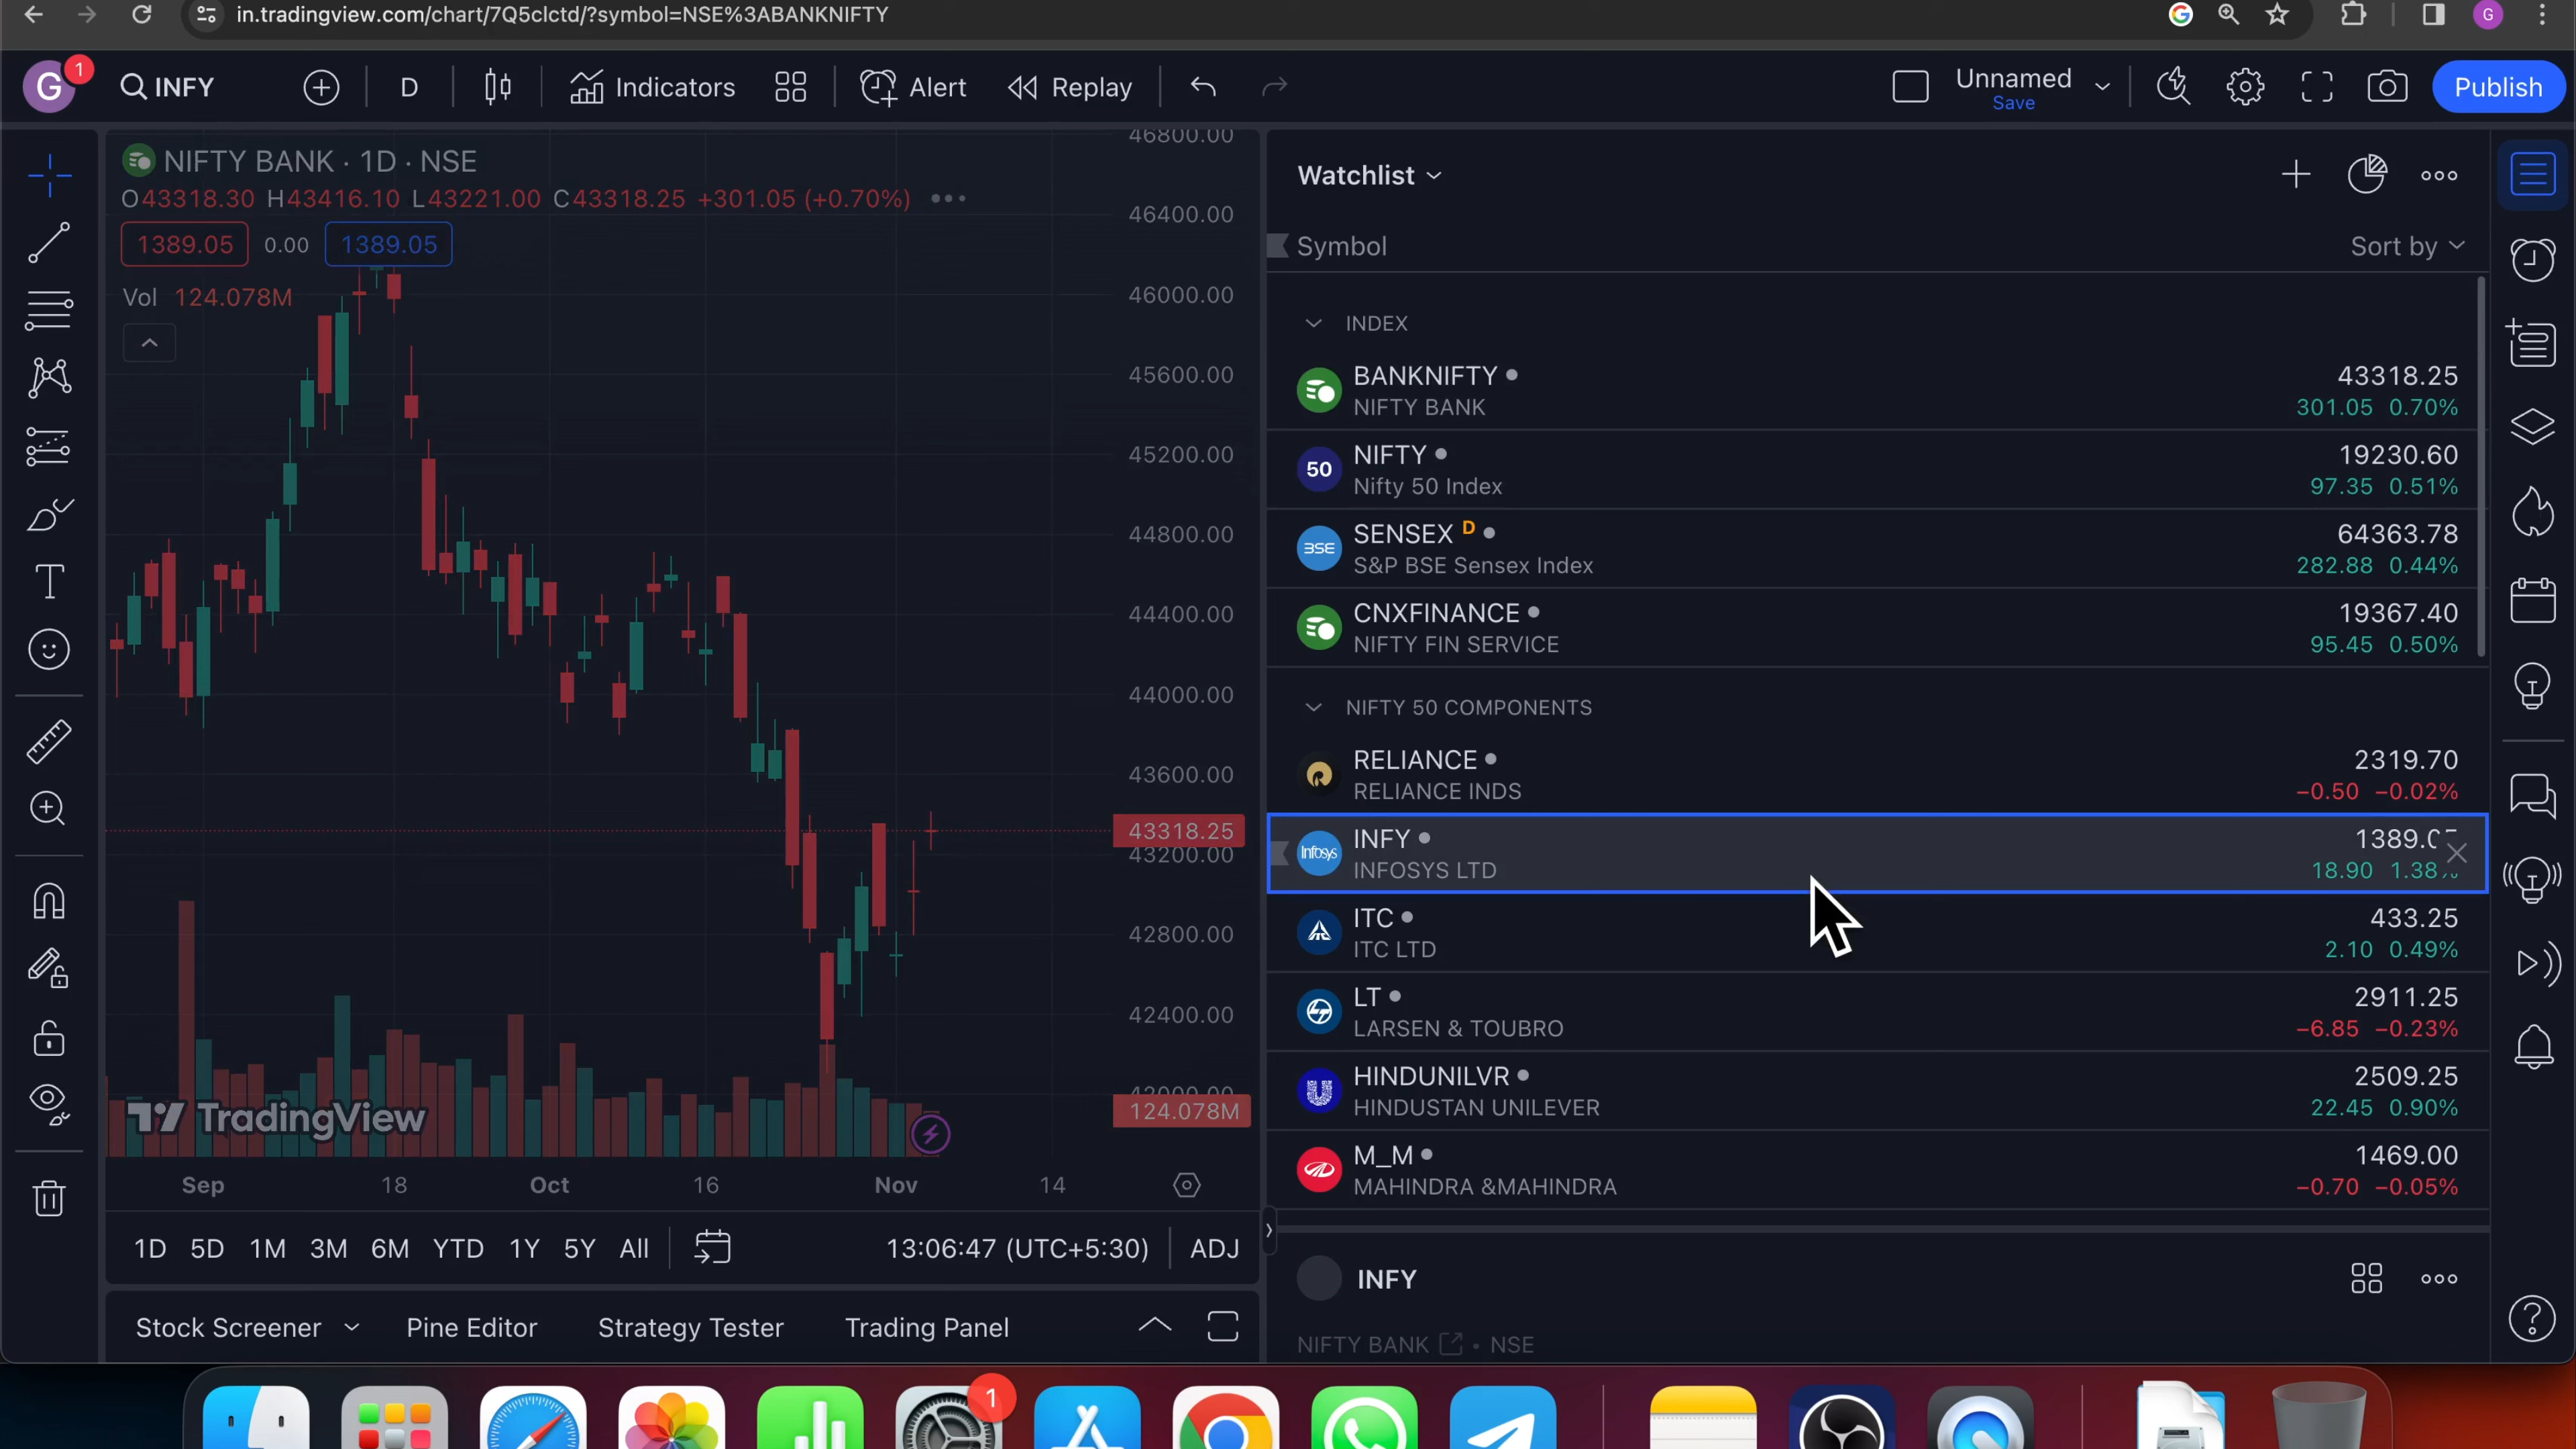 in.tradingview.com/chart/7Q5clctd/?symbol=NSE%3ABANKNIFTY
G
G 1 INFY D Indicators Alert Replay Unnamed Save Publish
NIFTY BANK · 1D · NSE
O43318.30 H43416.10 L43221.00 C43318.25 +301.05 (+0.70%)
1389.05 0.00 1389.05
Vol 124.078M
46800.00
46400.00
46000.00
45600.00
45200.00
44800.00
44400.00
44000.00
43600.00
43318.25
43200.00
42800.00
42400.00
42000.00
124.078M
TradingView
Sep 18 Oct 16 Nov 14
1D 5D 1M 3M 6M YTD 1Y 5Y All 13:06:47 (UTC+5:30) ADJ
Stock Screener Pine Editor Strategy Tester Trading Panel
Watchlist
Symbol Sort by
INDEX
BANKNIFTY 43318.25
NIFTY BANK 301.05 0.70%
50 NIFTY 19230.60
Nifty 50 Index 97.35 0.51%
BSE SENSEX D 64363.78
S&P BSE Sensex Index 282.88 0.44%
CNXFINANCE 19367.40
NIFTY FIN SERVICE 95.45 0.50%
NIFTY 50 COMPONENTS
RELIANCE 2319.70
RELIANCE INDS −0.50 −0.02%
Infosys INFY 1389.05
INFOSYS LTD 18.90 1.38%
ITC 433.25
ITC LTD 2.10 0.49%
LT 2911.25
LARSEN & TOUBRO −6.85 −0.23%
HINDUNILVR 2509.25
HINDUSTAN UNILEVER 22.45 0.90%
M_M 1469.00
MAHINDRA &MAHINDRA −0.70 −0.05%
INFY
NIFTY BANK • NSE
1